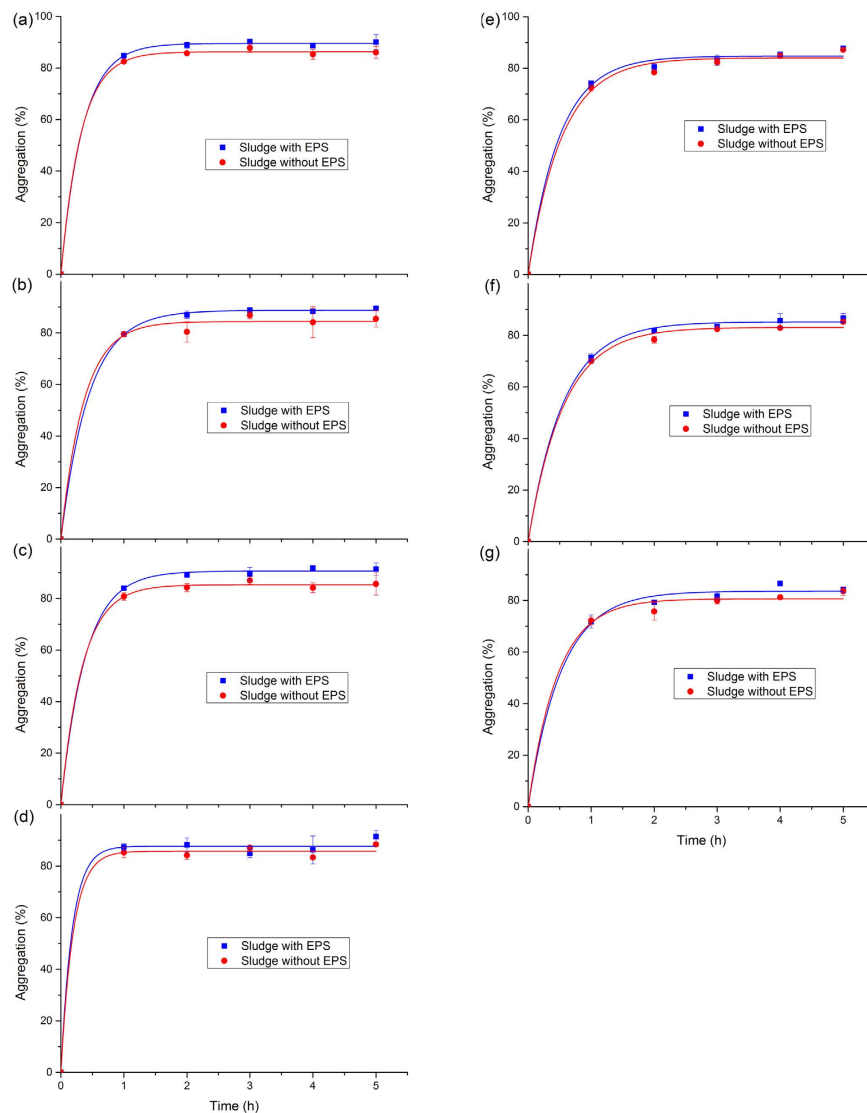 (a)
100
80
60
40
20
0
Aggregation (%)
Sludge with EPS
Sludge without EPS
(b)
80
60
40
20
0
Aggregation (%)
Sludge with EPS
Sludge without EPS
(c)
80
60
40
20
0
Aggregation (%)
Sludge with EPS
Sludge without EPS
(d)
80
60
40
20
0
Aggregation (%)
Sludge with EPS
Sludge without EPS
0 1 2 3 4 5
Time (h)
(e)
100
80
60
40
20
0
Aggregation (%)
Sludge with EPS
Sludge without EPS
(f)
80
60
40
20
0
Aggregation (%)
Sludge with EPS
Sludge without EPS
(g)
80
60
40
20
0
Aggregation (%)
Sludge with EPS
Sludge without EPS
0 1 2 3 4 5
Time (h)